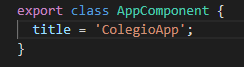 export class AppComponent {
  title = 'ColegioApp';
}